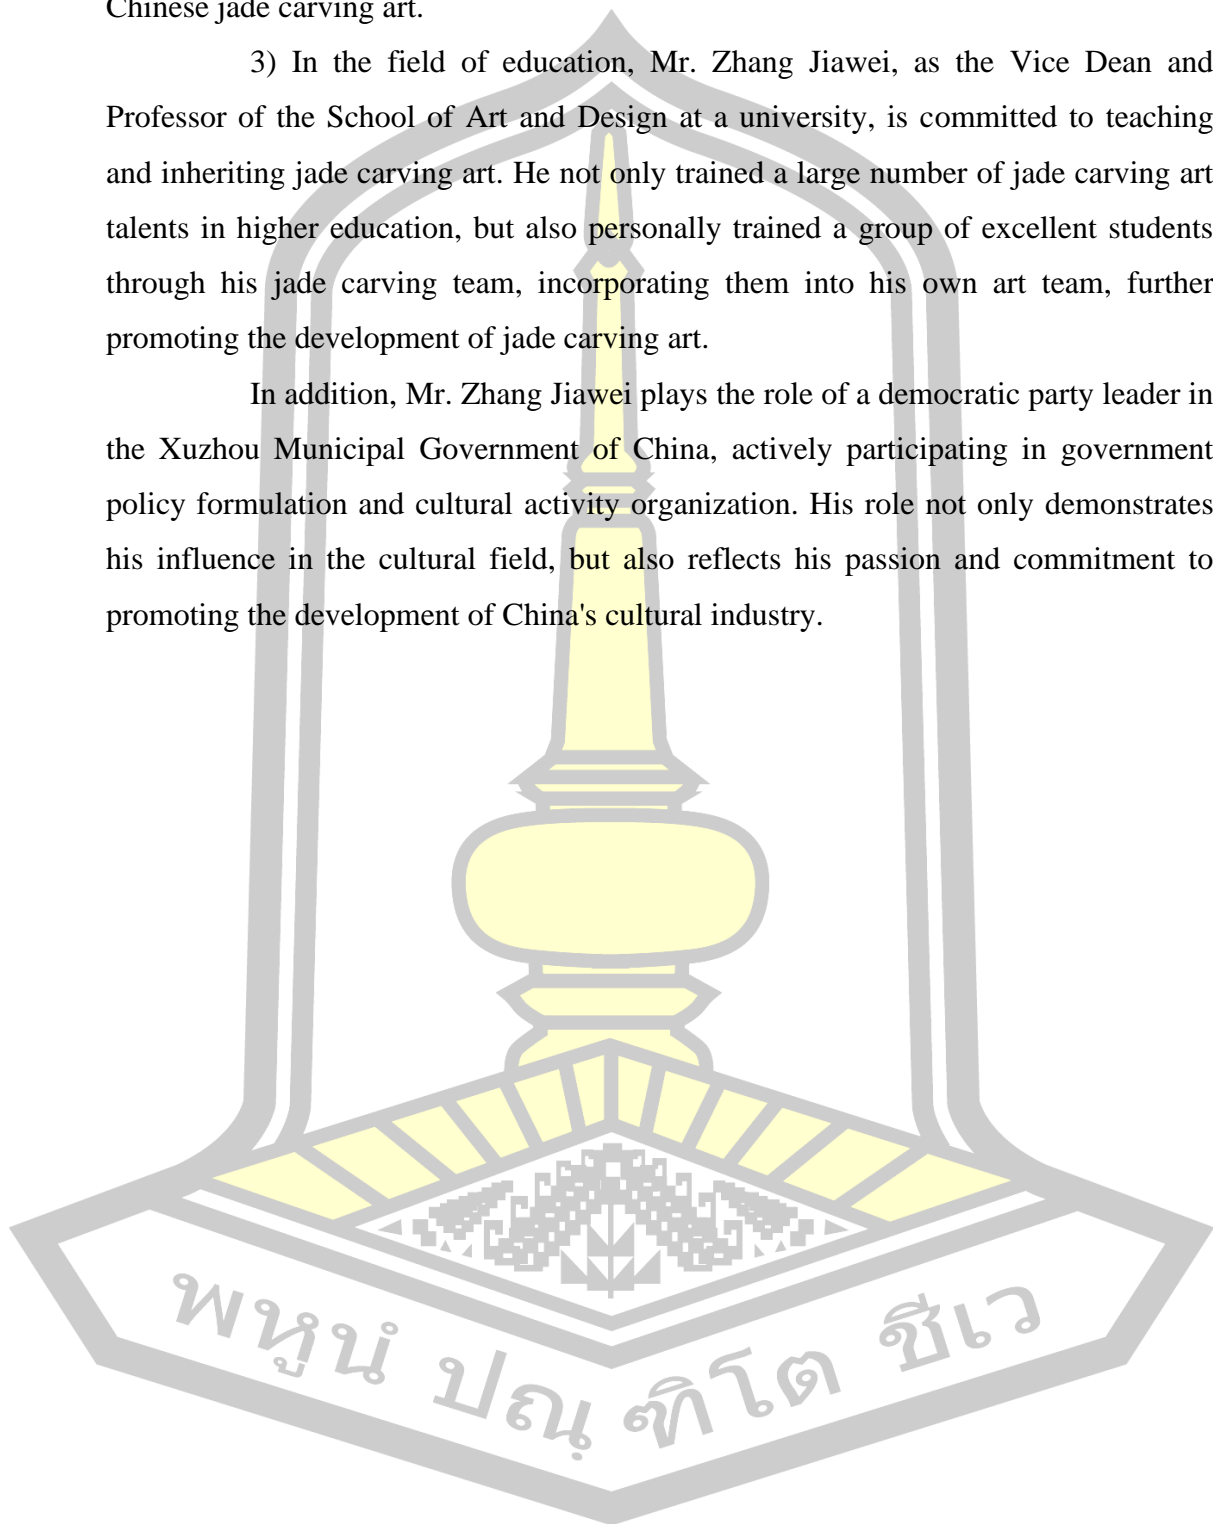 Chinese jade carving art.
3) In the field of education, Mr. Zhang Jiawei, as the Vice Dean and
Professor of the School of Art and Design at a university, is committed to teaching
and inheriting jade carving art. He not only trained a large number of jade carving art
talents in higher education, but also personally trained a group of excellent students
through his jade carving team, incorporating them into his own art team, further
promoting the development of jade carving art.
In addition, Mr. Zhang Jiawei plays the role of a democratic party leader in
the Xuzhou Municipal Government of China, actively participating in government
policy formulation and cultural activity organization. His role not only demonstrates
his influence in the cultural field, but also reflects his passion and commitment to
promoting the development of China's cultural industry.
พหูนํ ปณฺ ฑิโต ชีเว